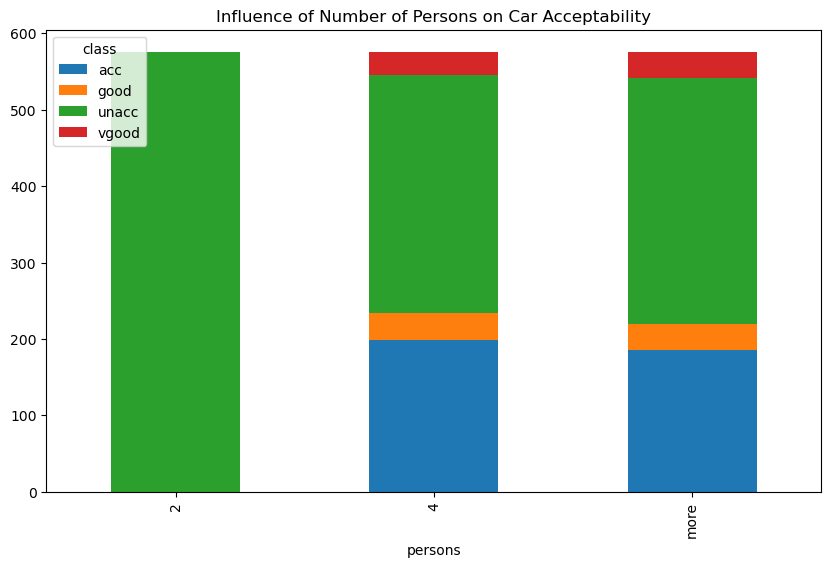 Influence of Number of Persons on Car Acceptability
600
500
400
300
200
100
0
class
acc
good
unacc
vgood
2
4
more
persons